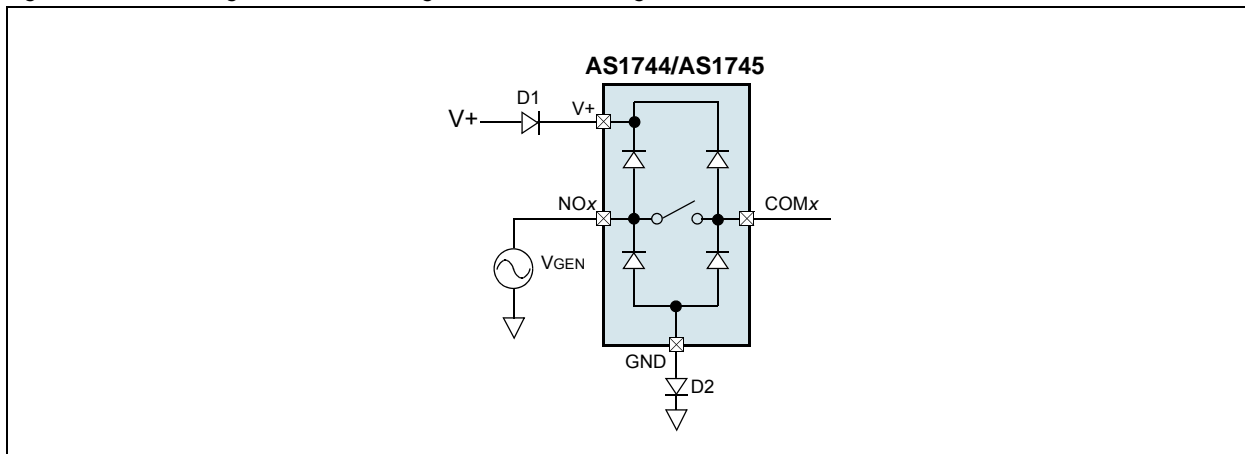 AS1744/AS1745
D1
V+
V+
NOx
COMx
VGEN
GND
D2